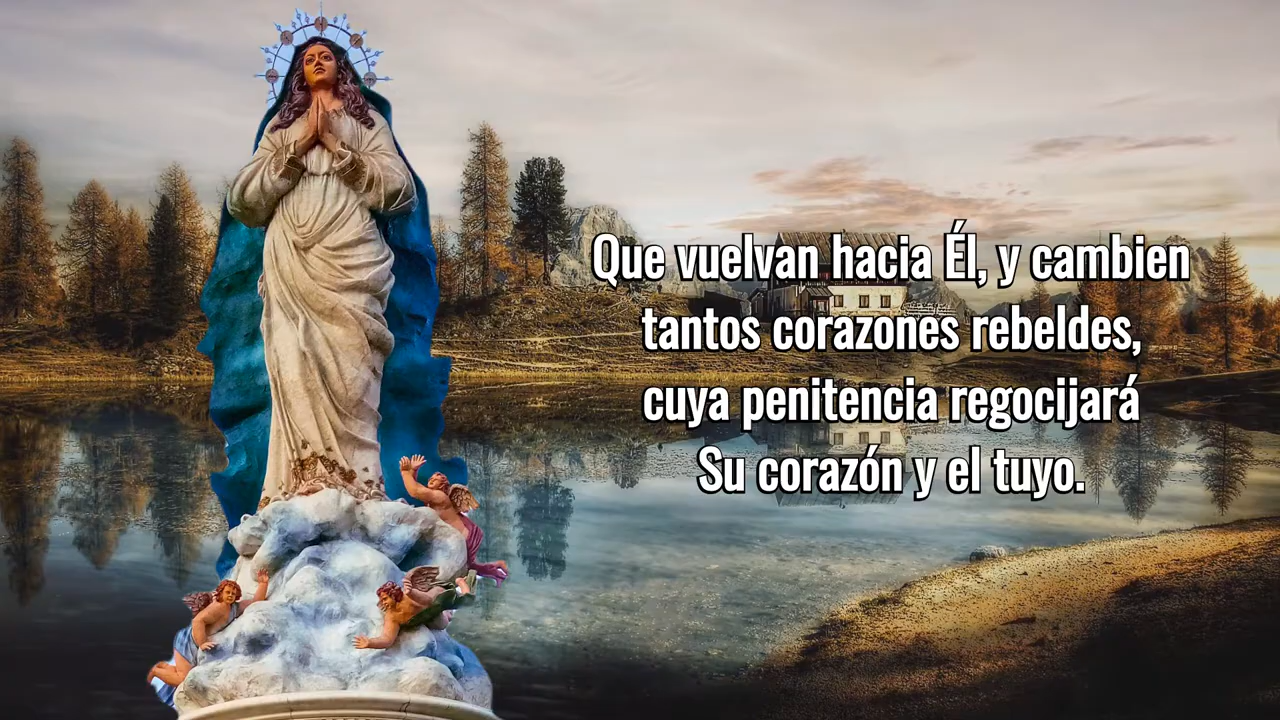 Que vuelvan hacia Él, y cambien
tantos corazones rebeldes,
cuya penitencia regocijará
Su corazón y el tuyo.